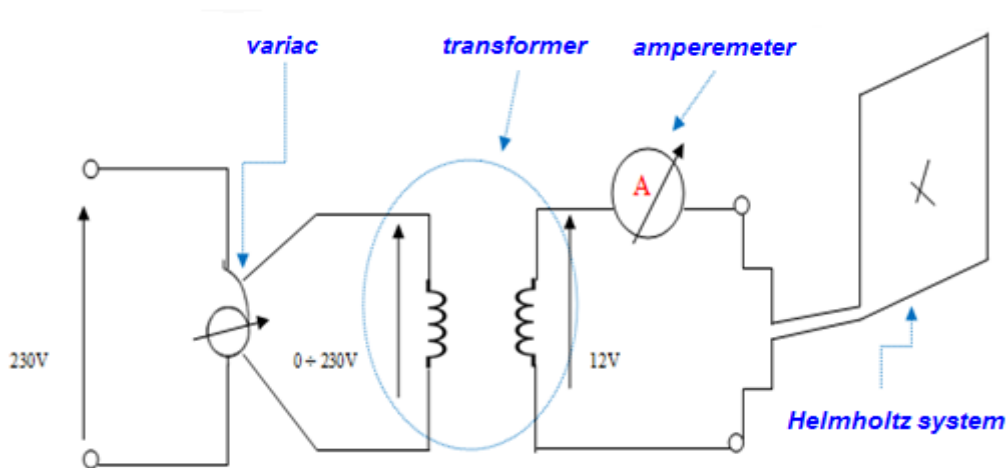 variac
transformer
amperemeter
A
230V
0 ÷ 230V
12V
Helmholtz system